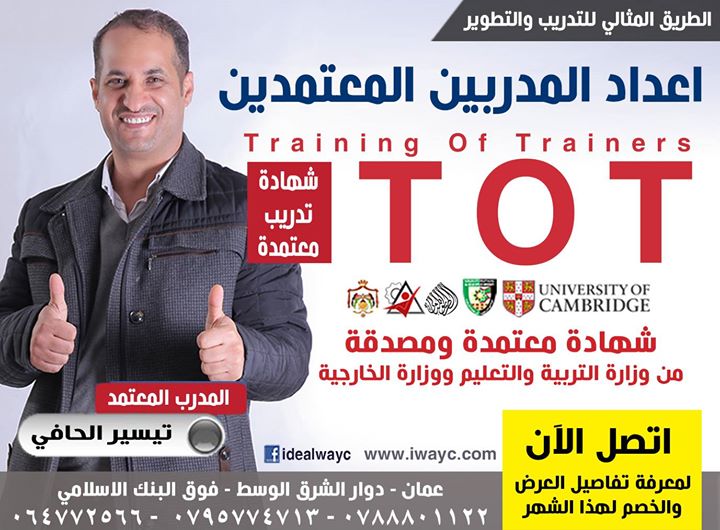 الطريق المثالي للتدريب والتطوير
اعداد المدربين المعتمدين
Training Of Trainers
شهادة
تدريب
معتمدة
TOT
UNIVERSITY OF
CAMBRIDGE
شهادة معتمدة ومصدقة
من وزارة التربية والتعليم ووزارة الخارجية
المدرب المعتمد
تيسير الحافي
idealwayc www.iwayc.com
اتصل الآن
لمعرفة تفاصيل العرض
والخصم لهذا الشهر
عمان - دوار الشرق الوسط - فوق البنك الاسلامي
٠٦٤٧٧٢٥٦٦ - ٠٧٩٥٧٧٤٧١٣ - ٠٧٨٨٨٠١١٢٢